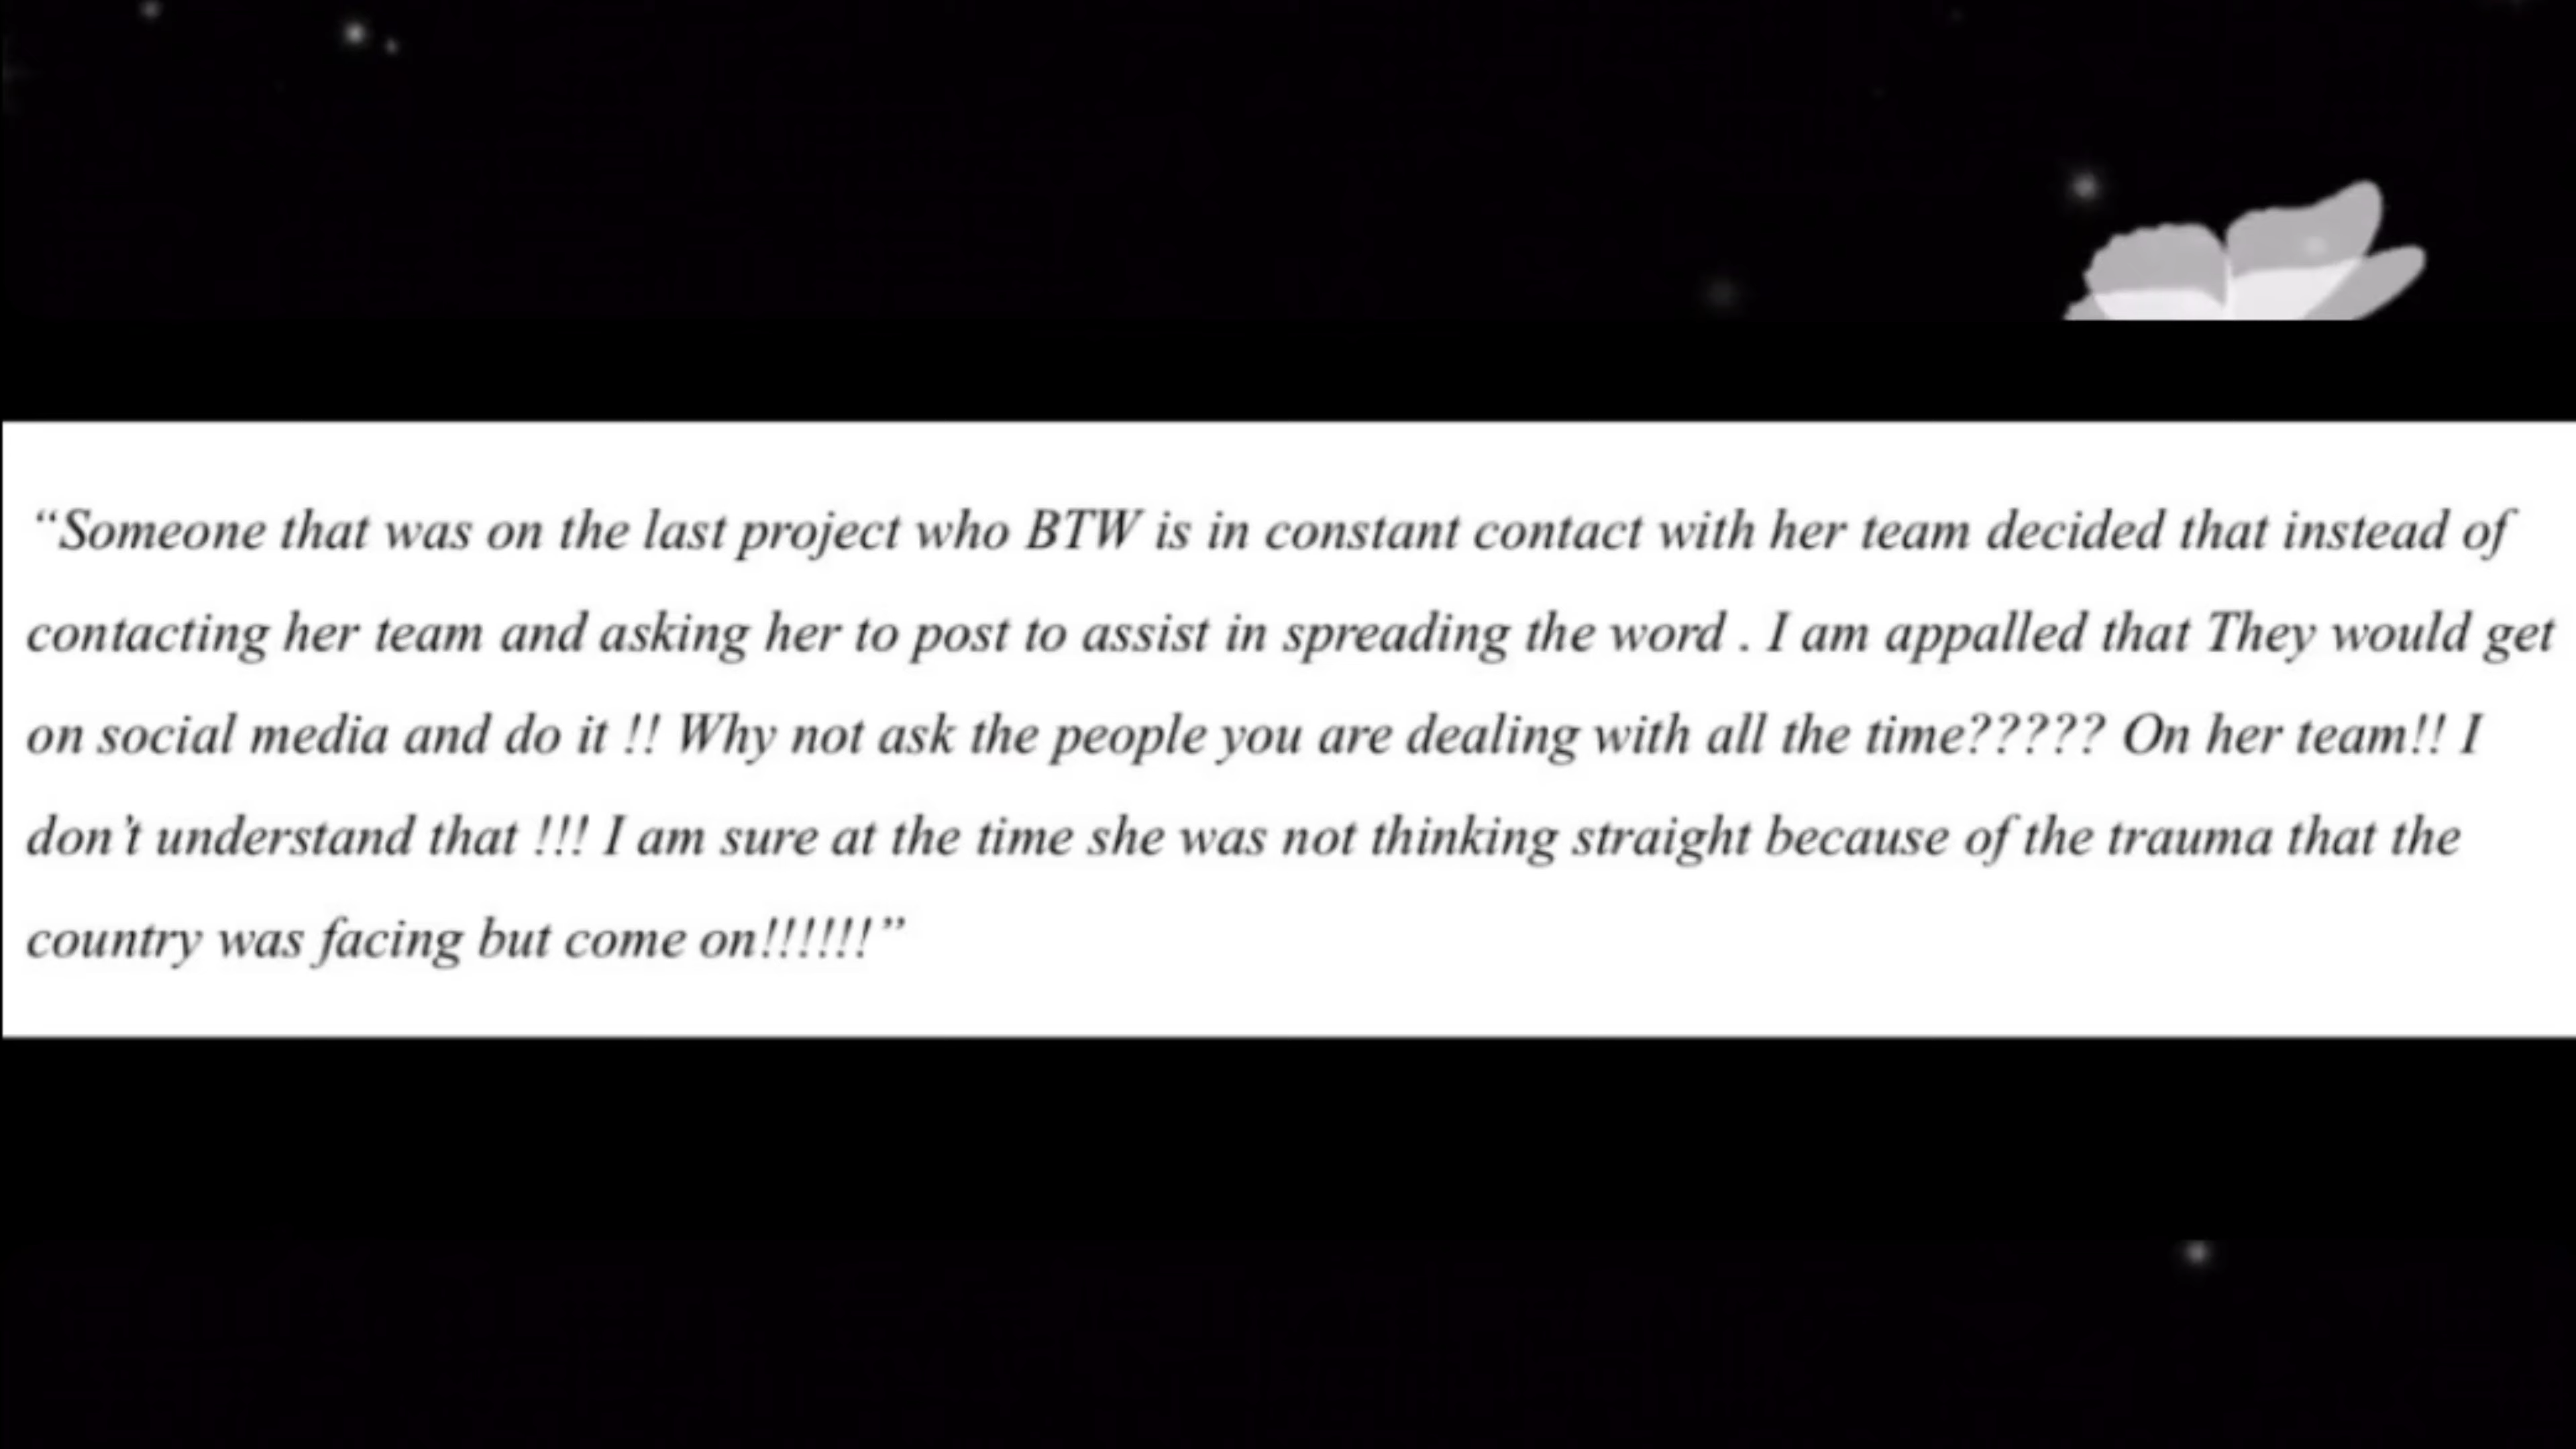 “Someone that was on the last project who BTW is in constant contact with her team decided that instead of
contacting her team and asking her to post to assist in spreading the word . I am appalled that They would get
on social media and do it !! Why not ask the people you are dealing with all the time????? On her team!! I
don’t understand that !!! I am sure at the time she was not thinking straight because of the trauma that the
country was facing but come on!!!!!!”